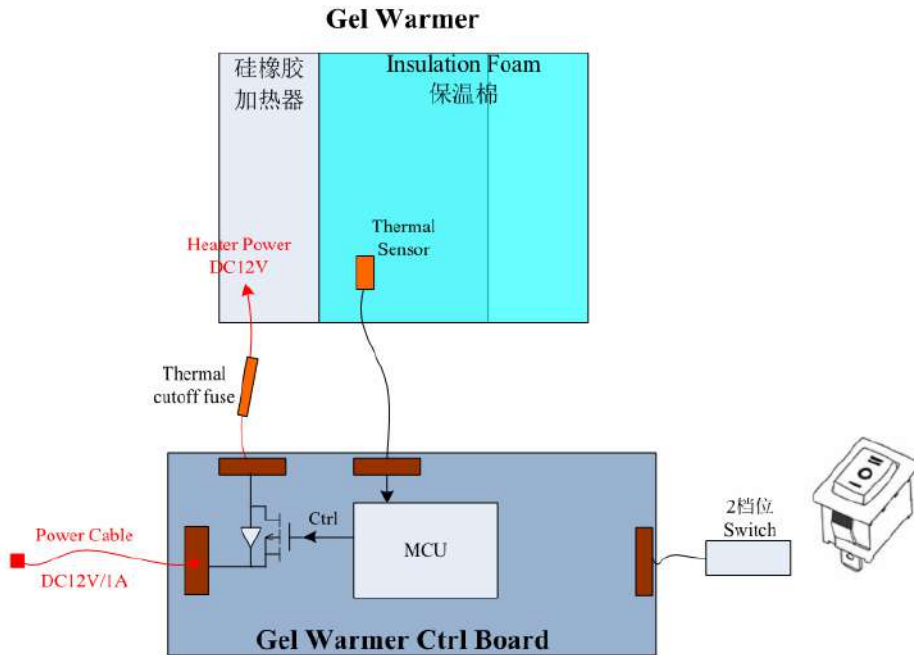 Gel Warmer
硅橡胶
加热器
Insulation Foam
保温棉
Thermal
Sensor
Heater Power
DC12V
Thermal
cutoff fuse
Ctrl
MCU
Power Cable
DC12V/1A
2档位
Switch
II
O
I
Gel Warmer Ctrl Board